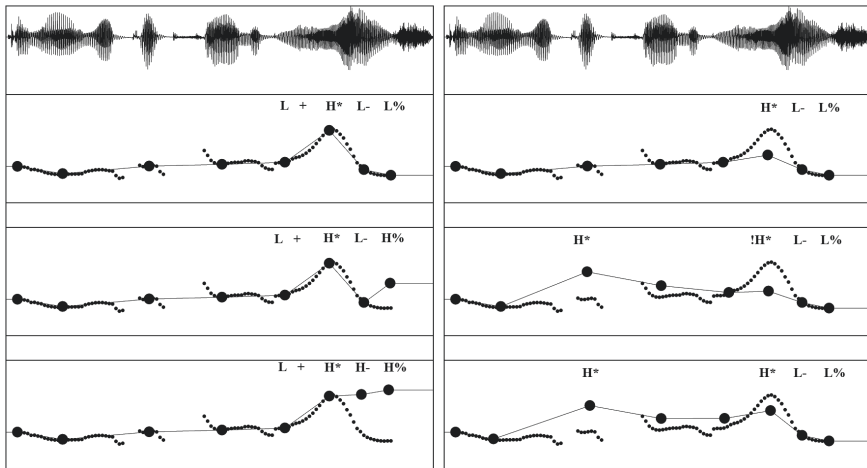 L + H* L- L%
H* L- L%
L + H* L- H%
H* !H* L- L%
L + H* H- H%
H* H* L- L%